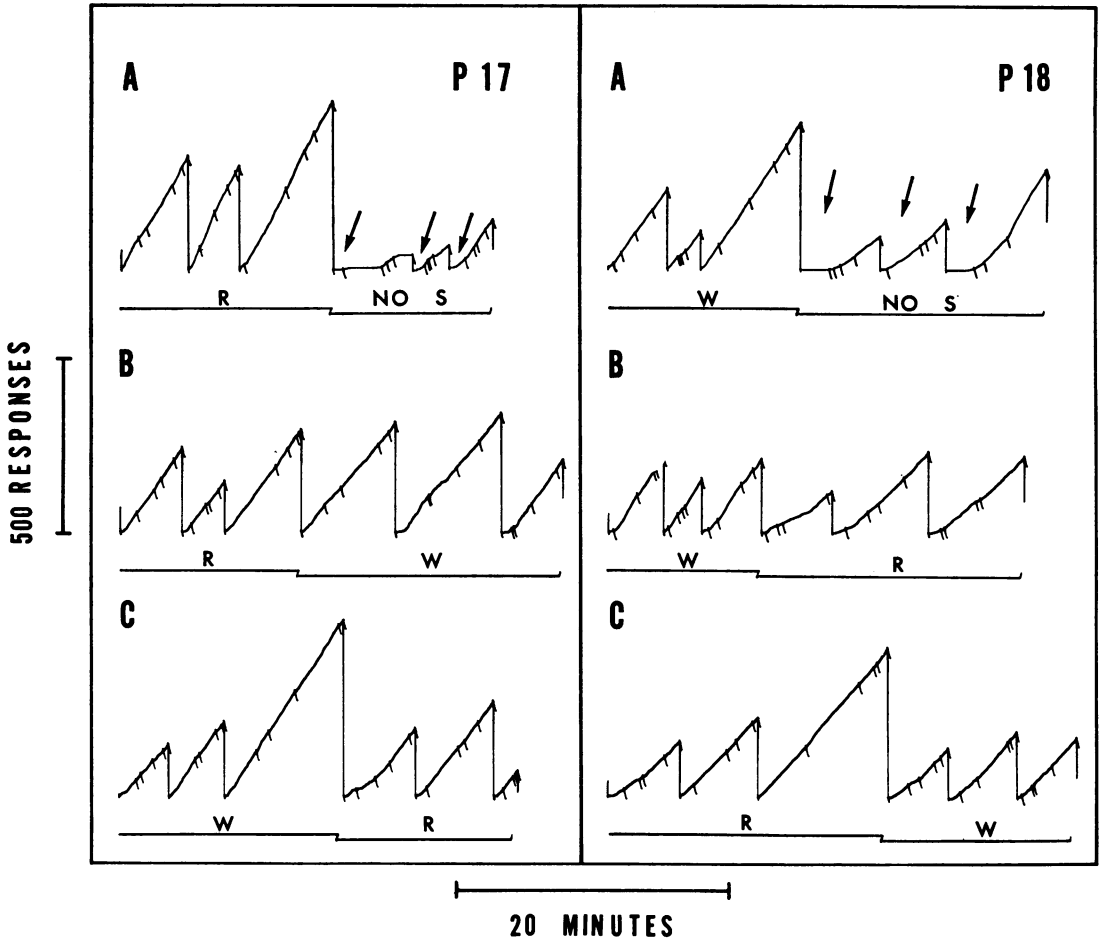 A P 17
R NO S
B
R W
C
W R
A P 18
W NO S
B
W R
C
R W
500 RESPONSES
20 MINUTES